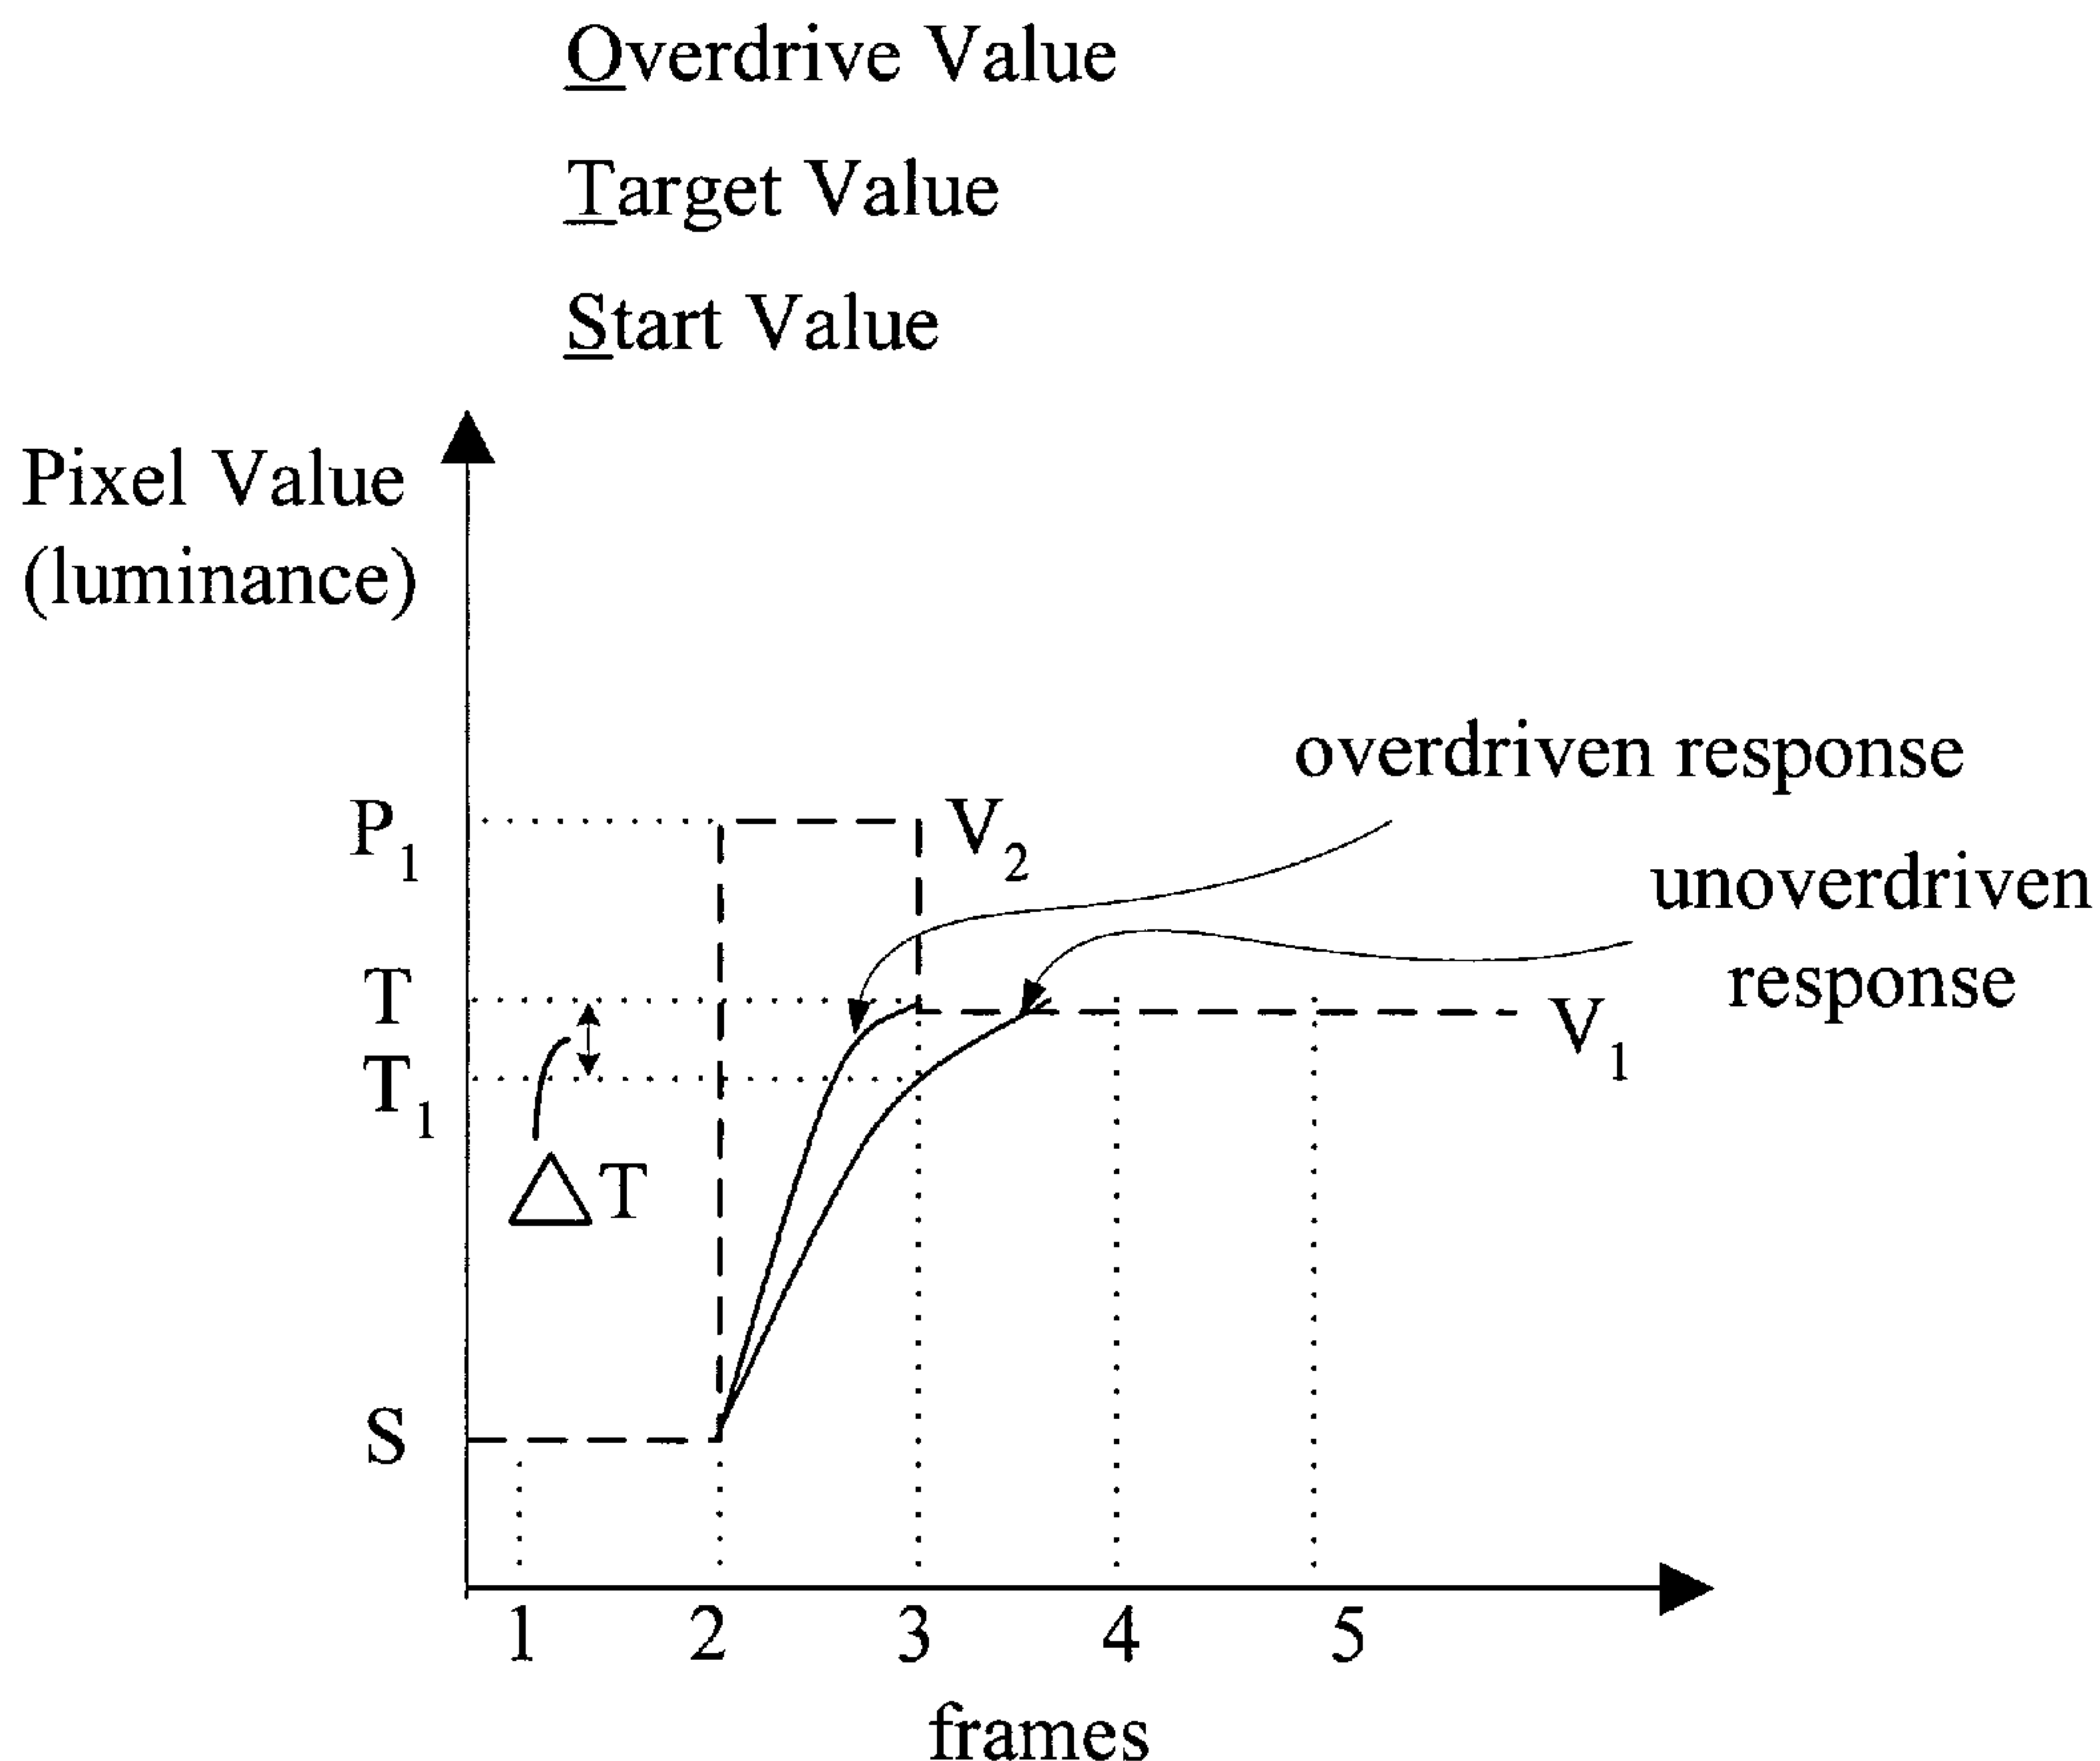 Overdrive Value
Target Value
Start Value
Pixel Value
(luminance)
overdriven response
P1
V2
unoverdriven
response
T
V1
T1
△T
S
1 2 3 4 5
frames